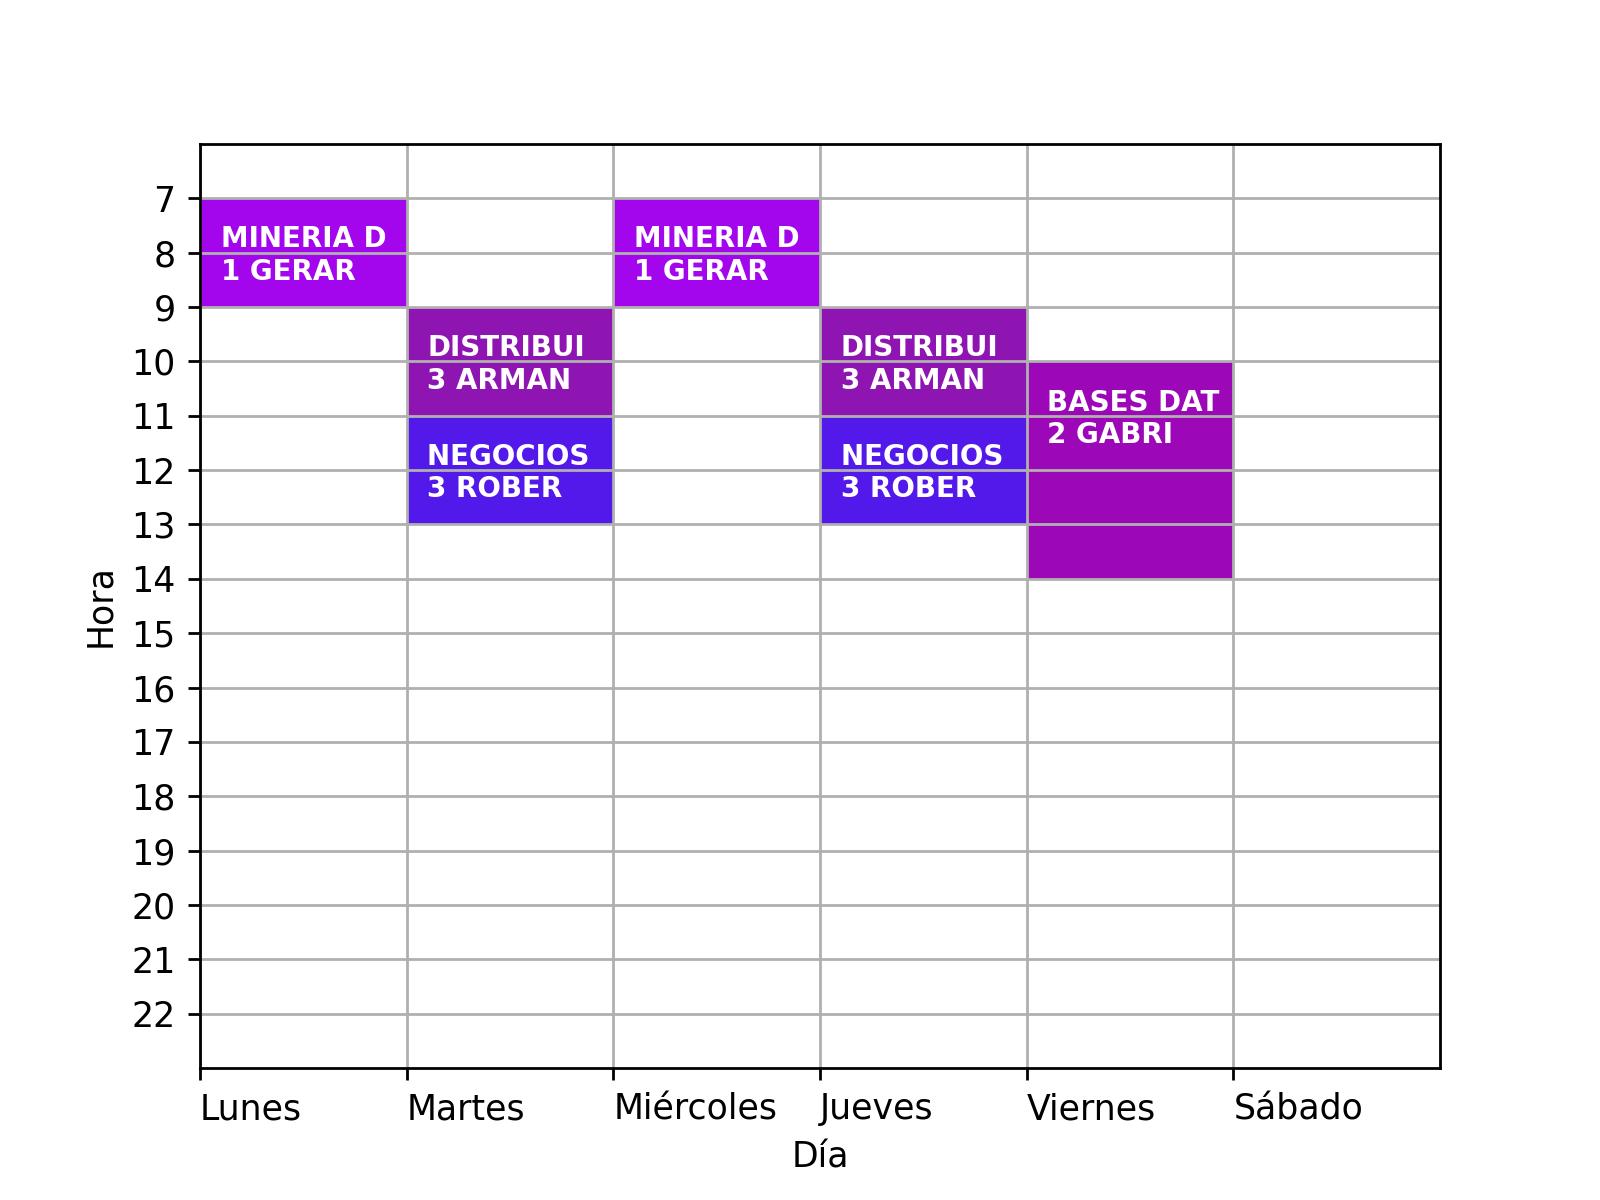 7
8
9
10
11
12
13
14
15
16
17
18
19
20
21
22
Hora
MINERIA D
1 GERAR
DISTRIBUI
3 ARMAN
NEGOCIOS
3 ROBER
MINERIA D
1 GERAR
DISTRIBUI
3 ARMAN
NEGOCIOS
3 ROBER
BASES DAT
2 GABRI
Lunes
Martes
Miércoles
Jueves
Viernes
Sábado
Día